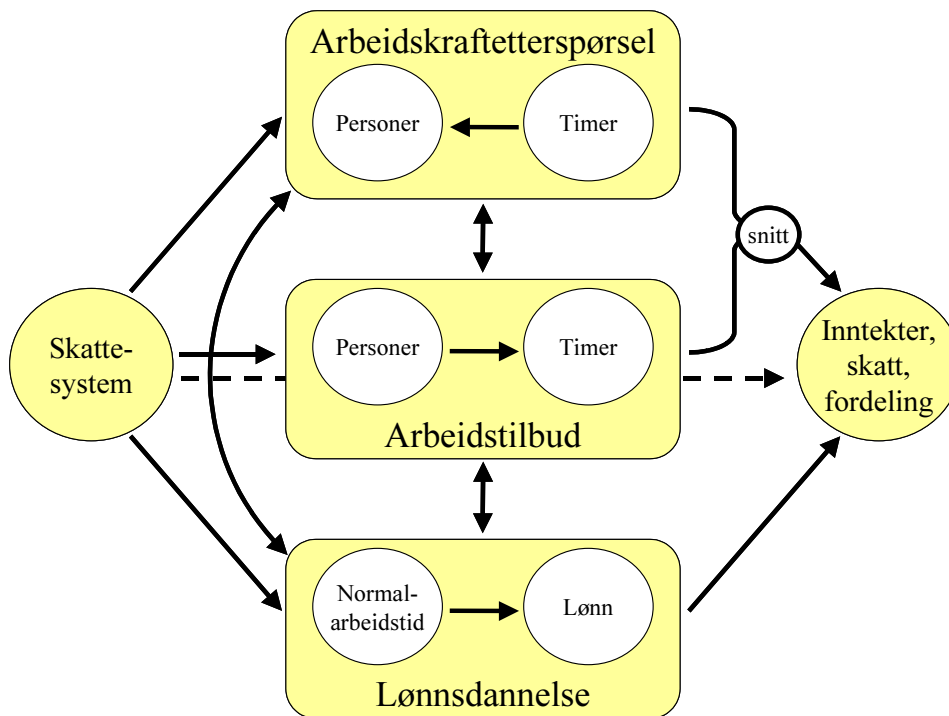 Arbeidskraftetterspørsel
Personer
Timer
snitt
Skatte-
system
Personer
Timer
Arbeidstilbud
Inntekter,
skatt,
fordeling
Normal-
arbeidstid
Lønn
Lønnsdannelse